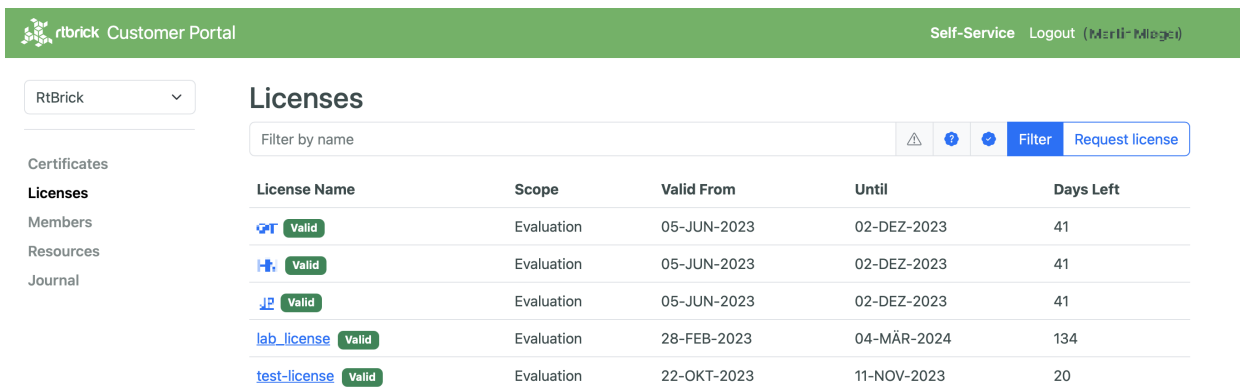 rtbrick Customer Portal
Self-Service Logout
RtBrick
Certificates
Licenses
Members
Resources
Journal
Licenses
Filter by name
Filter Request license
License Name Scope Valid From Until Days Left
Valid Evaluation 05-JUN-2023 02-DEZ-2023 41
Valid Evaluation 05-JUN-2023 02-DEZ-2023 41
Valid Evaluation 05-JUN-2023 02-DEZ-2023 41
lab_license Valid Evaluation 28-FEB-2023 04-MÄR-2024 134
test-license Valid Evaluation 22-OKT-2023 11-NOV-2023 20